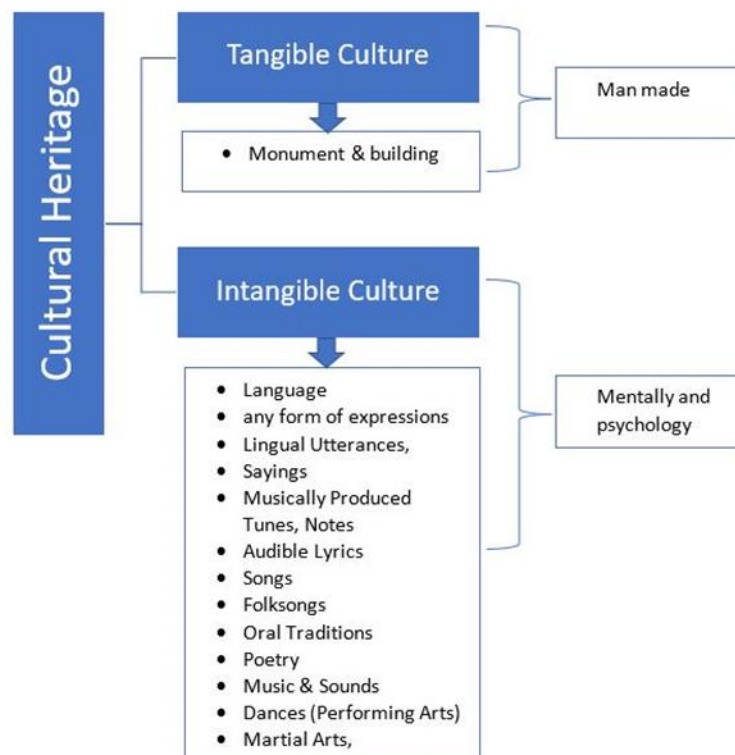 Cultural Heritage
Tangible Culture
• Monument & building
Man made
Intangible Culture
• Language
• any form of expressions
• Lingual Utterances,
• Sayings
• Musically Produced
Tunes, Notes
• Audible Lyrics
• Songs
• Folksongs
• Oral Traditions
• Poetry
• Music & Sounds
• Dances (Performing Arts)
• Martial Arts,
Mentally and
psychology